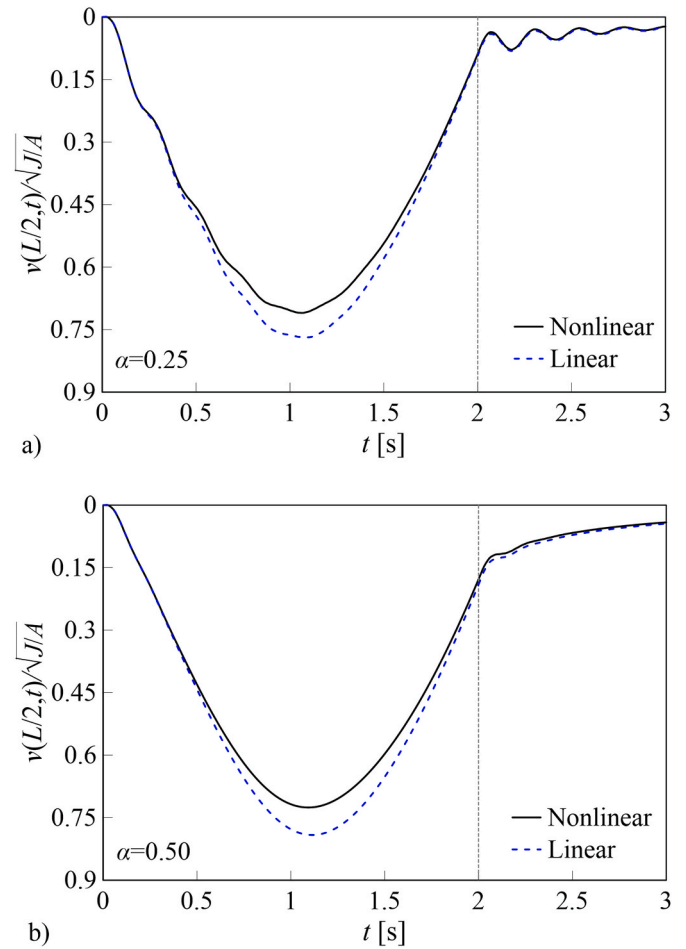 0
0.15
0.3
0.45
0.6
0.75
0.9
v(L/2,t)/√J/A
α=0.25
Nonlinear
Linear
0 0.5 1 1.5 2 2.5 3
a) t [s]
0
0.15
0.3
0.45
0.6
0.75
0.9
v(L/2,t)/√J/A
α=0.50
Nonlinear
Linear
0 0.5 1 1.5 2 2.5 3
b) t [s]